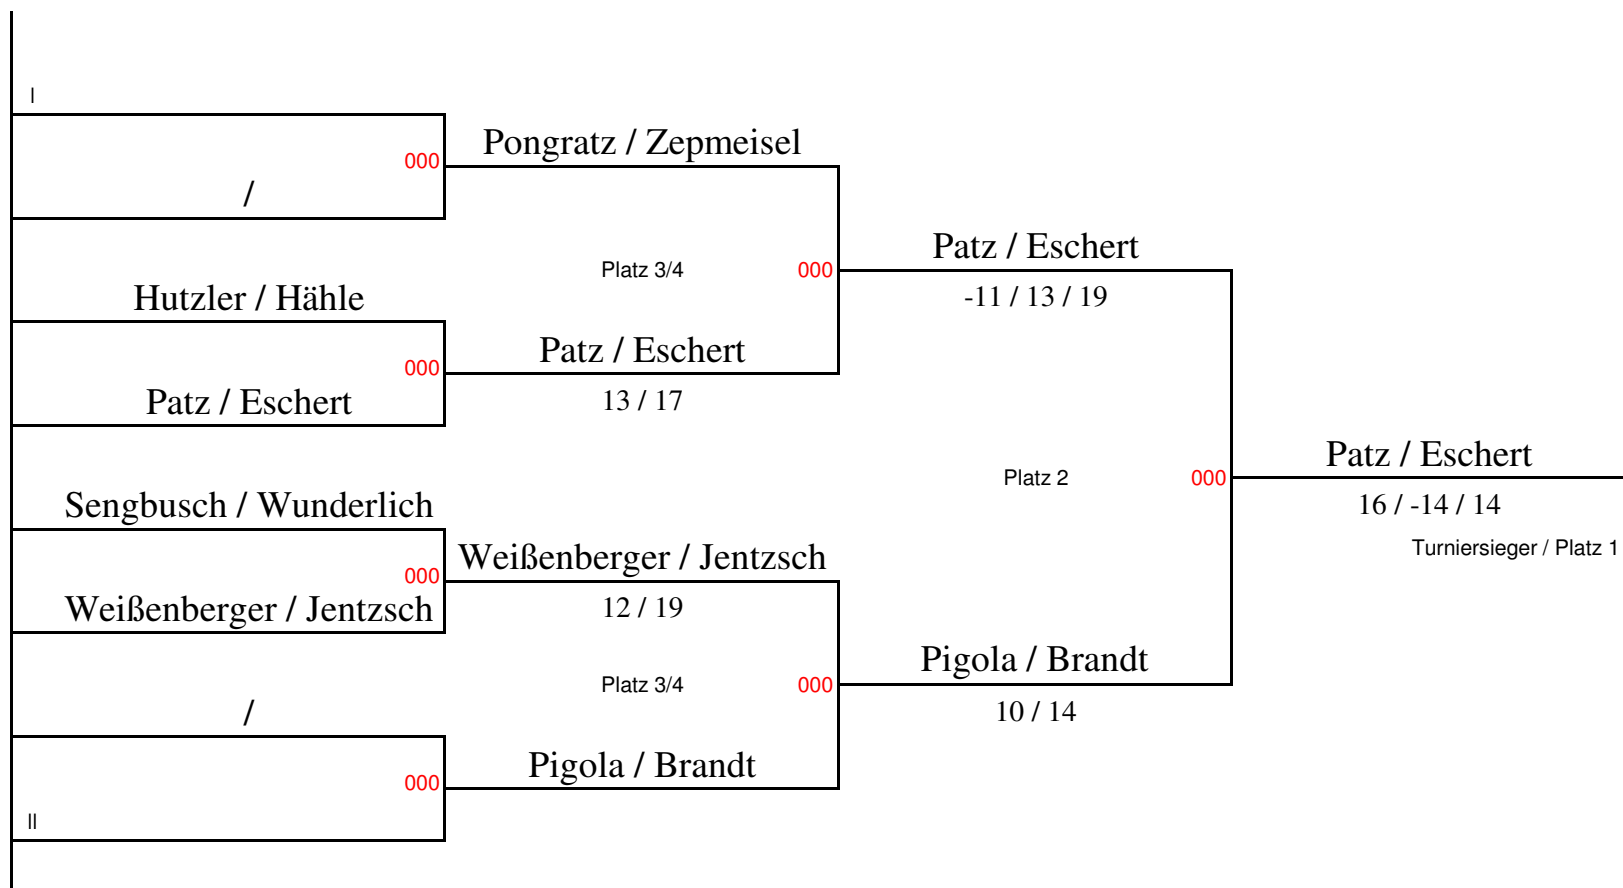 I
000
Pongratz / Zepmeisel
/
Patz / Eschert
Platz 3/4
000
Hutzler / Hähle
-11 / 13 / 19
Patz / Eschert
000
Patz / Eschert
13 / 17
Patz / Eschert
Platz 2
000
Sengbusch / Wunderlich
16 / -14 / 14
Turniersieger / Platz 1
Weißenberger / Jentzsch
000
Weißenberger / Jentzsch
12 / 19
Pigola / Brandt
Platz 3/4
000
/
10 / 14
Pigola / Brandt
000
II